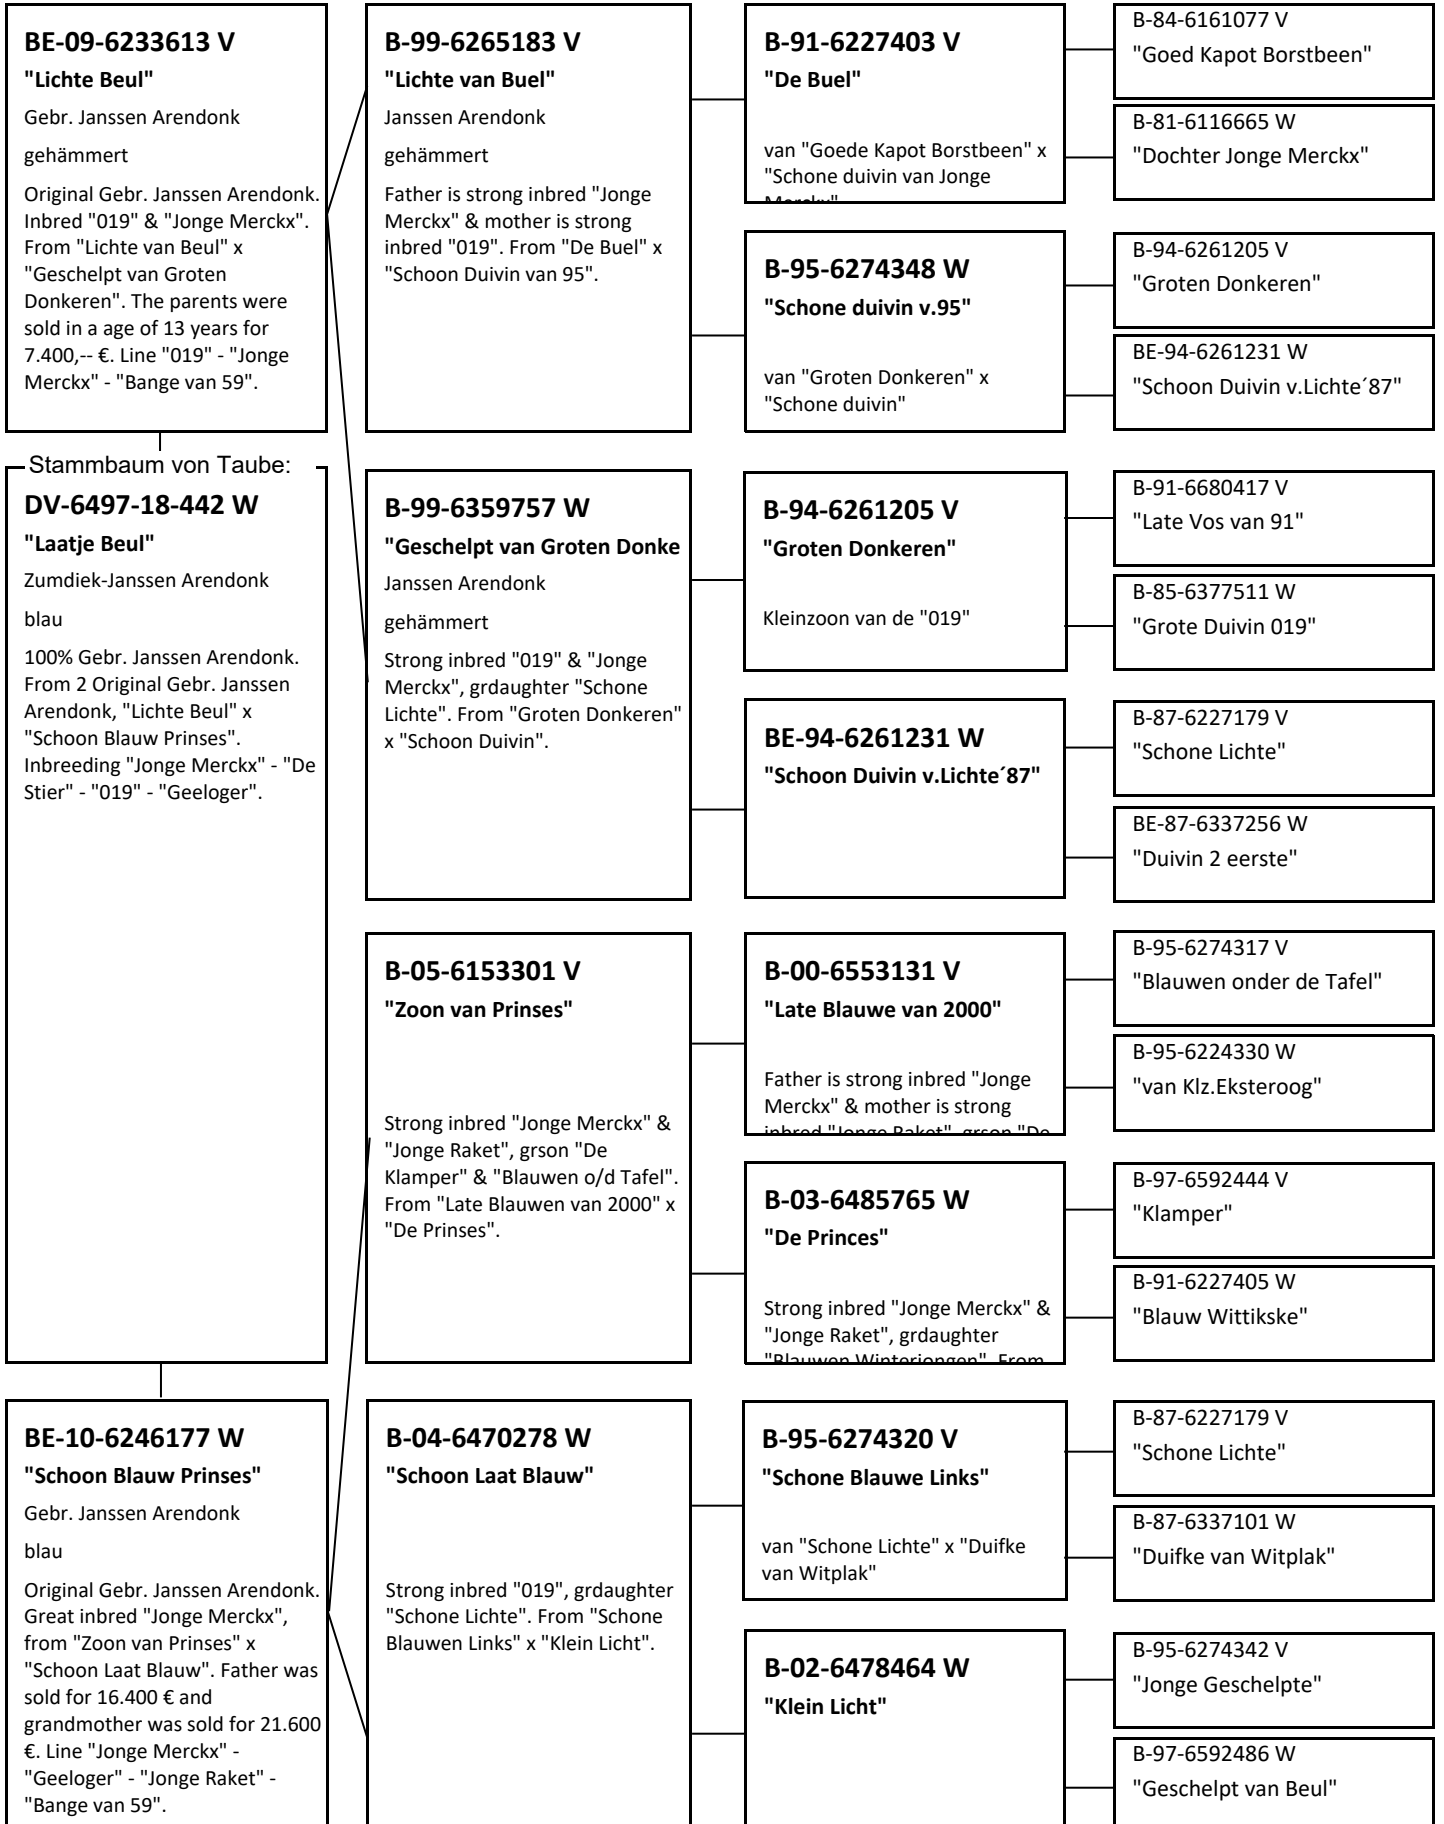 BE-09-6233613 V
"Lichte Beul"
Gebr. Janssen Arendonk
gehämmert
Original Gebr. Janssen Arendonk.
Inbred "019" & "Jonge Merckx".
From "Lichte van Beul" x
"Geschelpt van Groten
Donkeren". The parents were
sold in a age of 13 years for
7.400,-- €. Line "019" - "Jonge
Merckx" - "Bange van 59".
Stammbaum von Taube:
DV-6497-18-442 W
"Laatje Beul"
Zumdiek-Janssen Arendonk
blau
100% Gebr. Janssen Arendonk.
From 2 Original Gebr. Janssen
Arendonk, "Lichte Beul" x
"Schoon Blauw Prinses".
Inbreeding "Jonge Merckx" - "De
Stier" - "019" - "Geeloger".
BE-10-6246177 W
"Schoon Blauw Prinses"
Gebr. Janssen Arendonk
blau
Original Gebr. Janssen Arendonk.
Great inbred "Jonge Merckx",
from "Zoon van Prinses" x
"Schoon Laat Blauw". Father was
sold for 16.400 € and
grandmother was sold for 21.600
€. Line "Jonge Merckx" -
"Geeloger" - "Jonge Raket" -
"Bange van 59".
B-99-6265183 V
"Lichte van Buel"
Janssen Arendonk
gehämmert
Father is strong inbred "Jonge
Merckx" & mother is strong
inbred "019". From "De Buel" x
"Schoon Duivin van 95".
B-99-6359757 W
"Geschelpt van Groten Donke
Janssen Arendonk
gehämmert
Strong inbred "019" & "Jonge
Merckx", grdaughter "Schone
Lichte". From "Groten Donkeren"
x "Schoon Duivin".
B-05-6153301 V
"Zoon van Prinses"
Strong inbred "Jonge Merckx" &
"Jonge Raket", grson "De
Klamper" & "Blauwen o/d Tafel".
From "Late Blauwen van 2000" x
"De Prinses".
B-04-6470278 W
"Schoon Laat Blauw"
Strong inbred "019", grdaughter
"Schone Lichte". From "Schone
Blauwen Links" x "Klein Licht".
B-91-6227403 V
"De Buel"
van "Goede Kapot Borstbeen" x
"Schone duivin van Jonge
Merckx"
B-95-6274348 W
"Schone duivin v.95"
van "Groten Donkeren" x
"Schone duivin"
B-94-6261205 V
"Groten Donkeren"
Kleinzoon van de "019"
BE-94-6261231 W
"Schoon Duivin v.Lichte´87"
B-00-6553131 V
"Late Blauwe van 2000"
Father is strong inbred "Jonge
Merckx" & mother is strong
inbred "Jonge Raket", grson "De
B-03-6485765 W
"De Princes"
Strong inbred "Jonge Merckx" &
"Jonge Raket", grdaughter
"Blauwen Winterjongen". From
B-95-6274320 V
"Schone Blauwe Links"
van "Schone Lichte" x "Duifke
van Witplak"
B-02-6478464 W
"Klein Licht"
B-84-6161077 V
"Goed Kapot Borstbeen"
B-81-6116665 W
"Dochter Jonge Merckx"
B-94-6261205 V
"Groten Donkeren"
BE-94-6261231 W
"Schoon Duivin v.Lichte´87"
B-91-6680417 V
"Late Vos van 91"
B-85-6377511 W
"Grote Duivin 019"
B-87-6227179 V
"Schone Lichte"
BE-87-6337256 W
"Duivin 2 eerste"
B-95-6274317 V
"Blauwen onder de Tafel"
B-95-6224330 W
"van Klz.Eksteroog"
B-97-6592444 V
"Klamper"
B-91-6227405 W
"Blauw Wittikske"
B-87-6227179 V
"Schone Lichte"
B-87-6337101 W
"Duifke van Witplak"
B-95-6274342 V
"Jonge Geschelpte"
B-97-6592486 W
"Geschelpt van Beul"